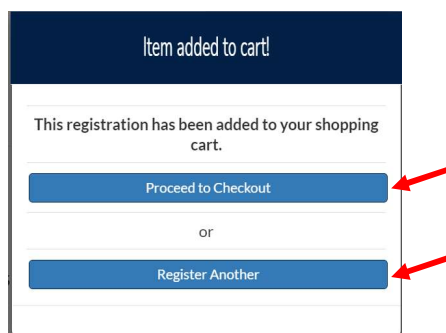 Item added to cart!
This registration has been added to your shopping
cart.
Proceed to Checkout
or
Register Another